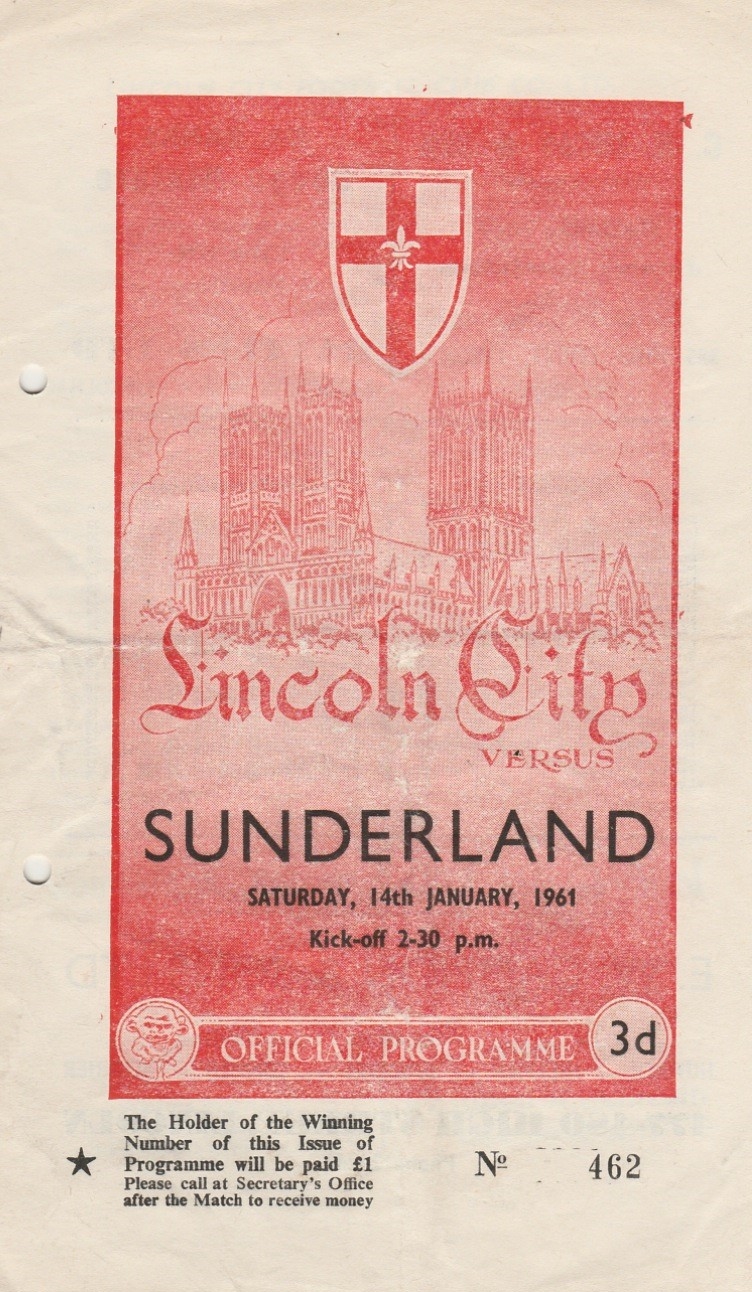 Lincoln City
VERSUS
SUNDERLAND
SATURDAY, 14th JANUARY, 1961
Kick-off 2-30 p.m.
OFFICIAL PROGRAMME
3d
The Holder of the Winning
Number of this Issue of
★ Programme will be paid £1
Please call at Secretary's Office
after the Match to receive money
Nº 462